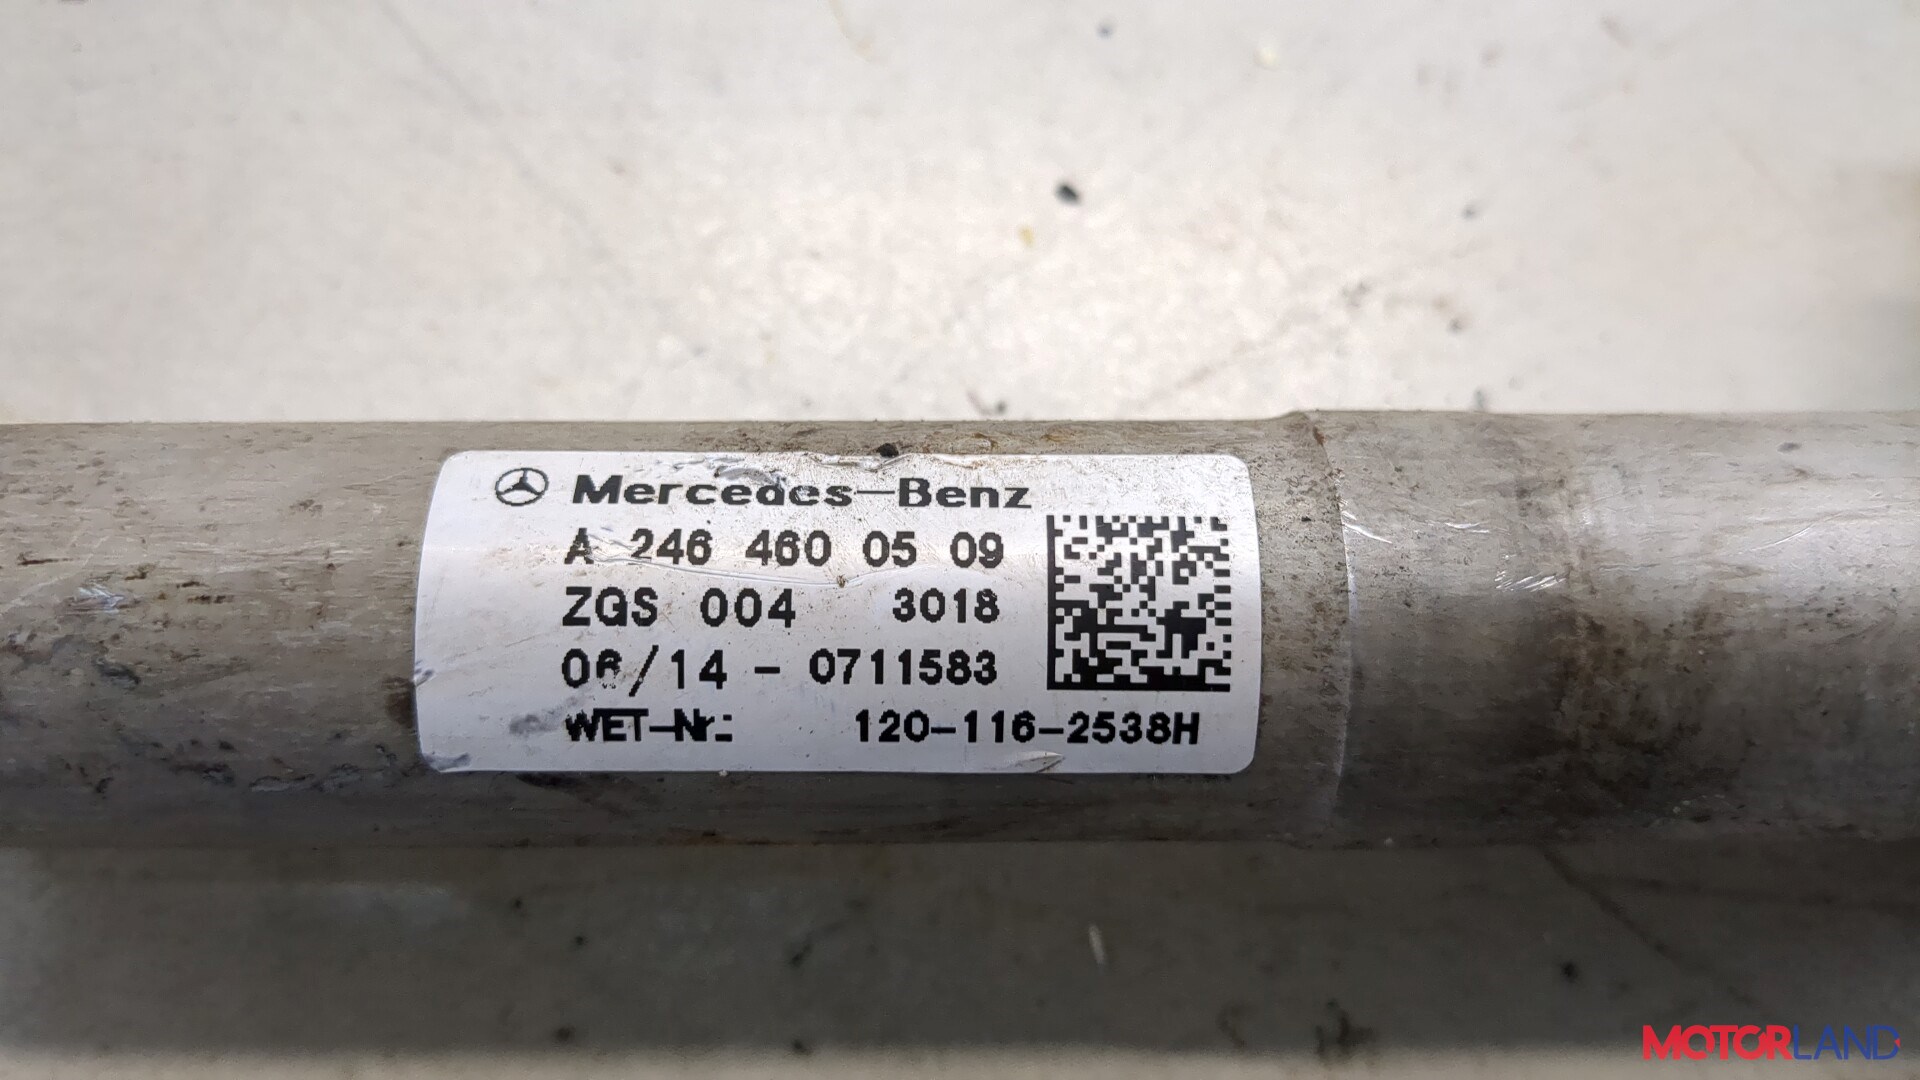 Mercedes-Benz
A 246 460 05 09
ZGS 004 3018
06/14 - 0711583
WET-Nr.: 120-116-2538H
MOTORLAND